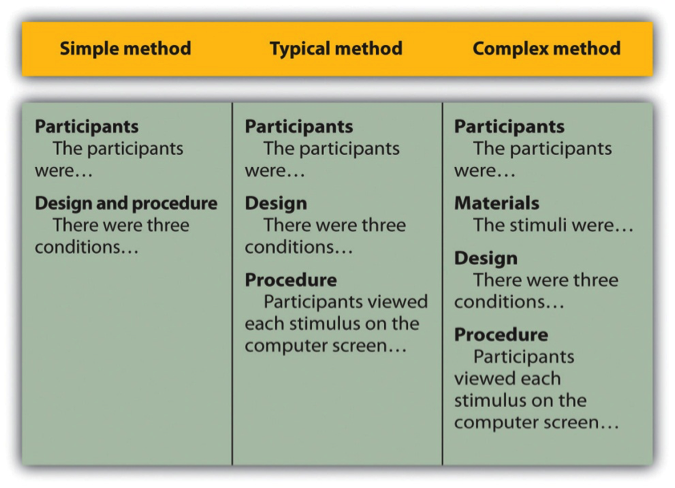 Simple method
Typical method
Complex method
Participants
The participants
were…
Design and procedure
There were three
conditions…
Participants
The participants
were…
Design
There were three
conditions…
Procedure
Participants viewed
each stimulus on the
computer screen…
Participants
The participants
were…
Materials
The stimuli were…
Design
There were three
conditions…
Procedure
Participants
viewed each
stimulus on the
computer screen…